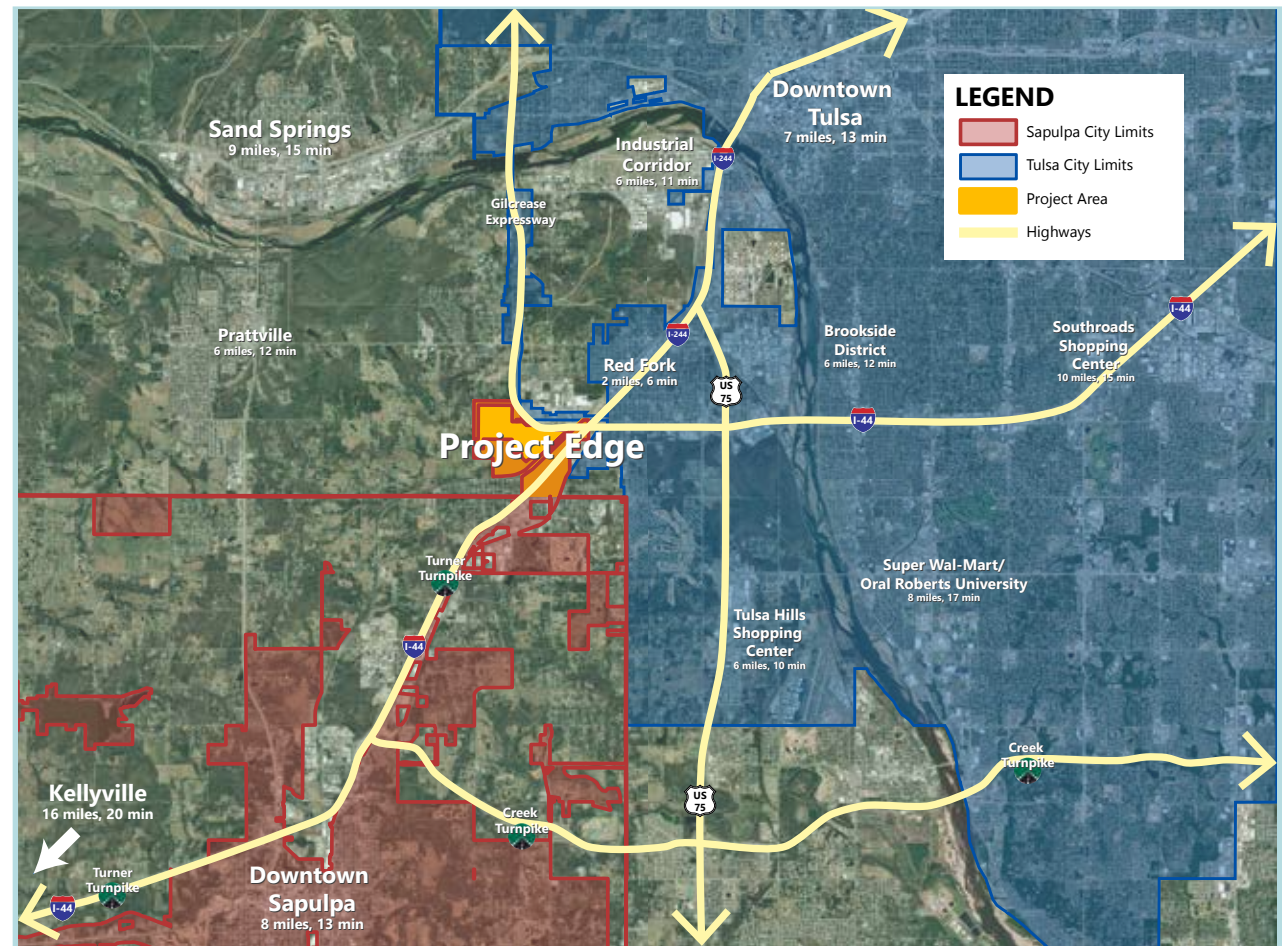 LEGEND
Sapulpa City Limits
Tulsa City Limits
Project Area
Highways
Downtown
Tulsa
7 miles, 13 min
Sand Springs
9 miles, 15 min
Industrial
Corridor
6 miles, 11 min
I-244
Gilcrease
Expressway
Prattville
6 miles, 12 min
I-244
Red Fork
2 miles, 6 min
Brookside
District
6 miles, 12 min
Southroads
Shopping
Center
10 miles, 15 min
I-44
US
75
I-44
Project Edge
Turner
Turnpike
Super Wal-Mart/
Oral Roberts University
8 miles, 17 min
Tulsa Hills
Shopping
Center
6 miles, 10 min
I-44
Creek
Turnpike
Kellyville
16 miles, 20 min
US
75
Creek
Turnpike
Turner
Turnpike
I-44
Downtown
Sapulpa
8 miles, 13 min